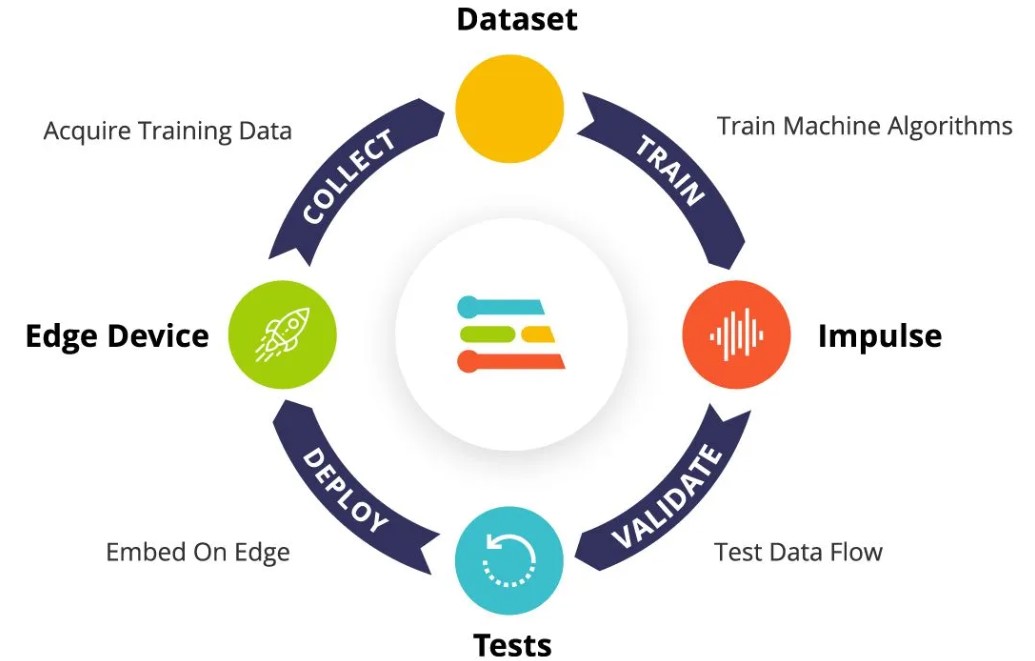 Dataset
Acquire Training Data
COLLECT
TRAIN
Train Machine Algorithms
Edge Device
Impulse
DEPLOY
VALIDATE
Embed On Edge
Test Data Flow
Tests